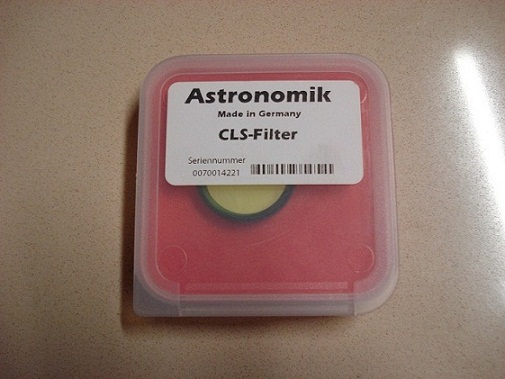 Astronomik
Made in Germany
CLS-Filter
Seriennummer
0070014221